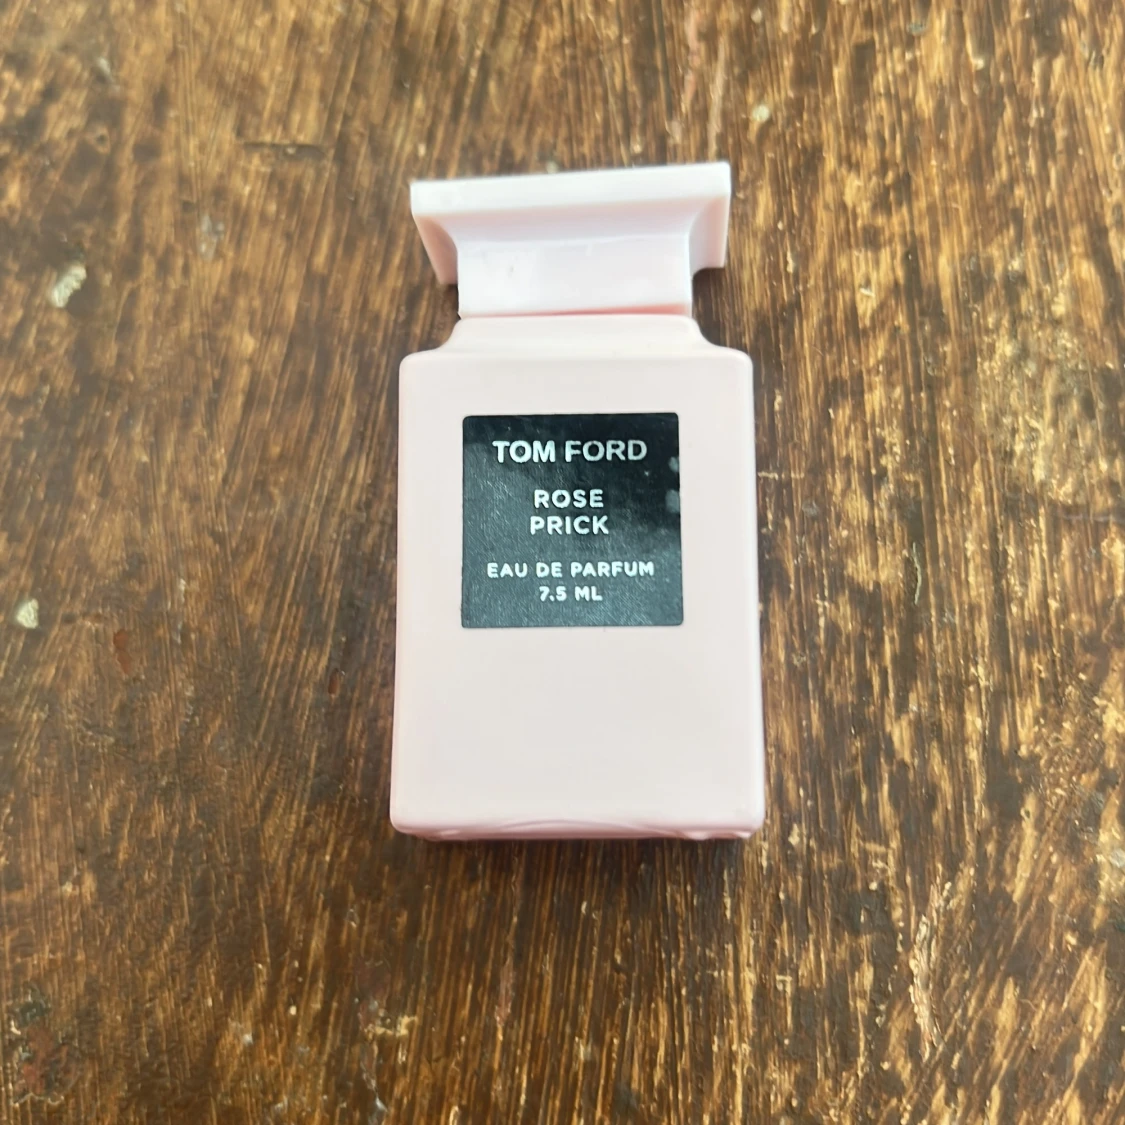 TOM FORD
ROSE
PRICK
EAU DE PARFUM
7.5 ML